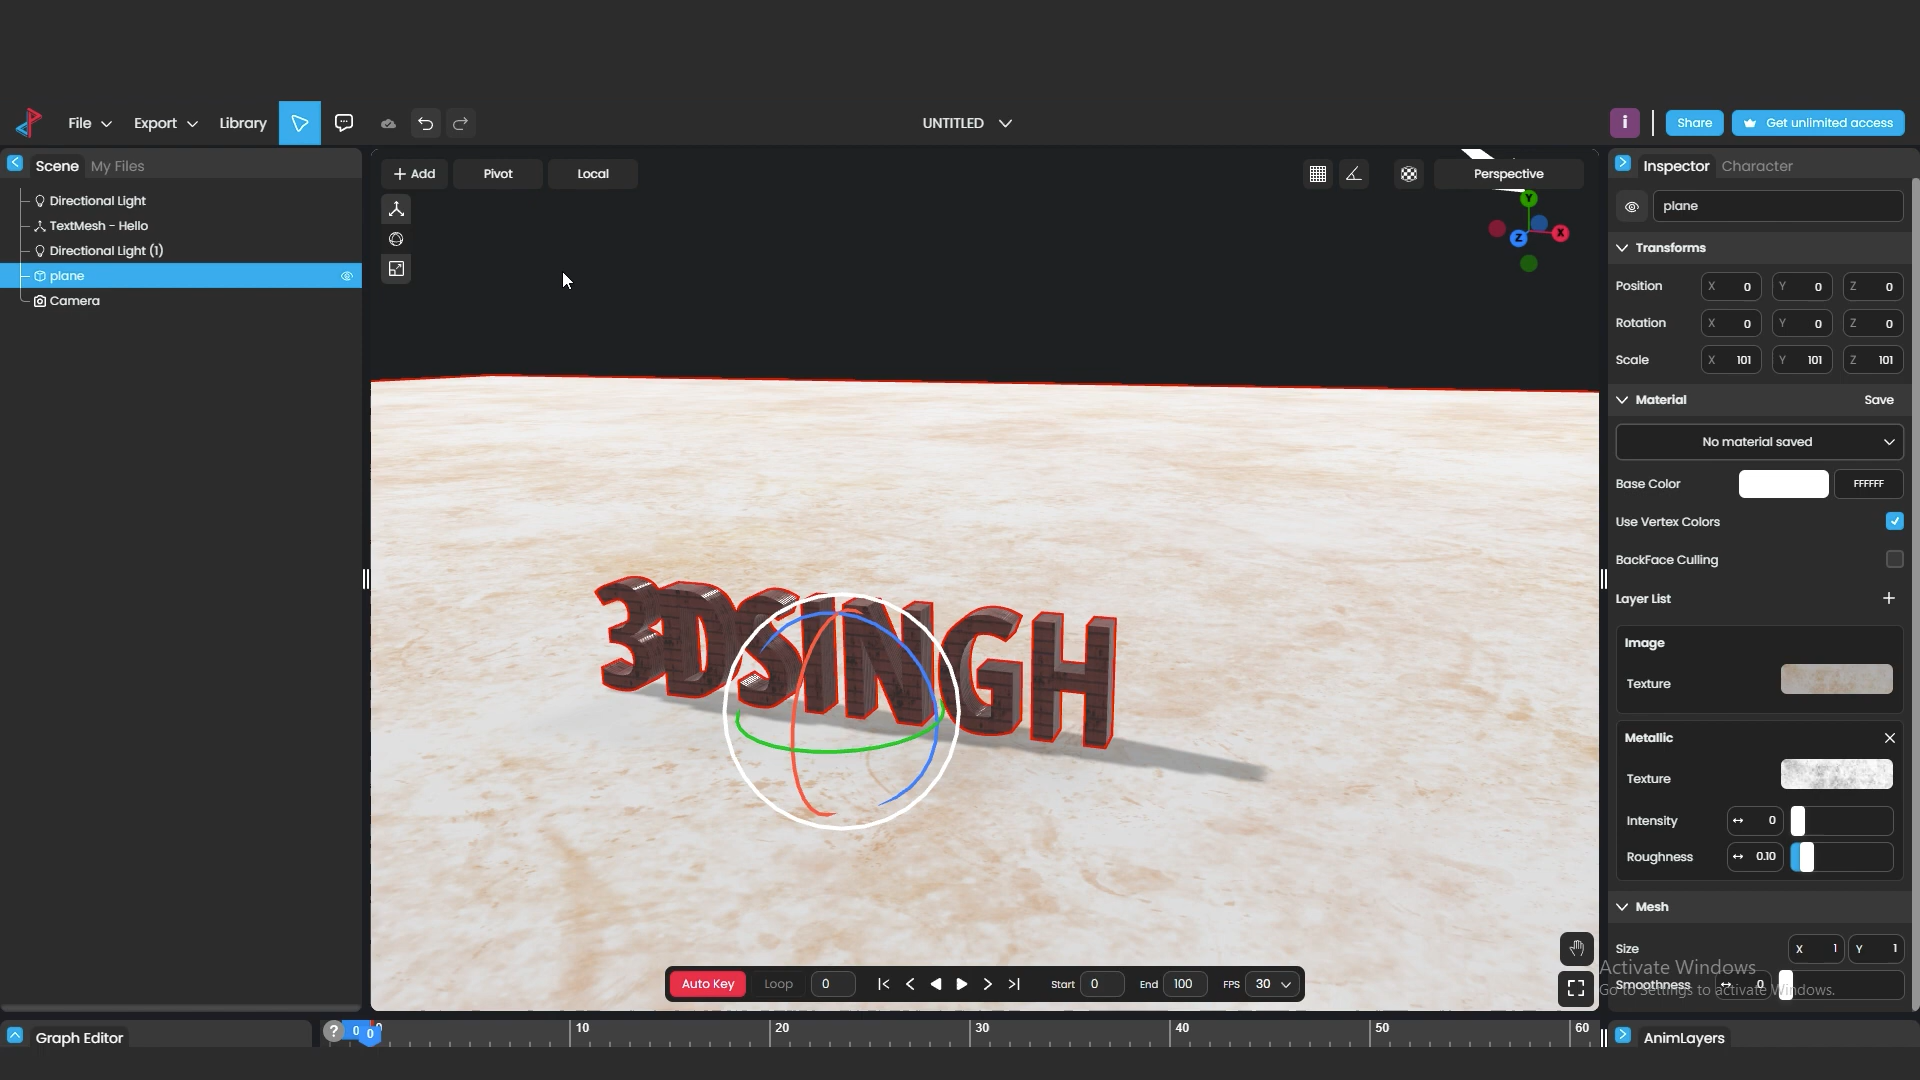 File Export Library UNTITLED i Share Get unlimited access
Scene My Files
Directional Light
TextMesh - Hello
Directional Light (1)
plane
Camera
+ Add Pivot Local Perspective
Y
Z X
3DSINGH
Auto Key Loop 0 Start 0 End 100 FPS 30
Inspector Character
plane
Transforms
Position X 0 Y 0 Z 0
Rotation X 0 Y 0 Z 0
Scale X 101 Y 101 Z 101
Material Save
No material saved
Base Color FFFFFF
Use Vertex Colors
BackFace Culling
Layer List +
Image
Texture
Metallic
Texture
Intensity 0
Roughness 0.10
Mesh
Size X 1 Y 1
Activate Windows
Go to Settings to activate Windows.
Smoothness 0
Graph Editor ? 0 0 0 10 20 30 40 50 60 AnimLayers